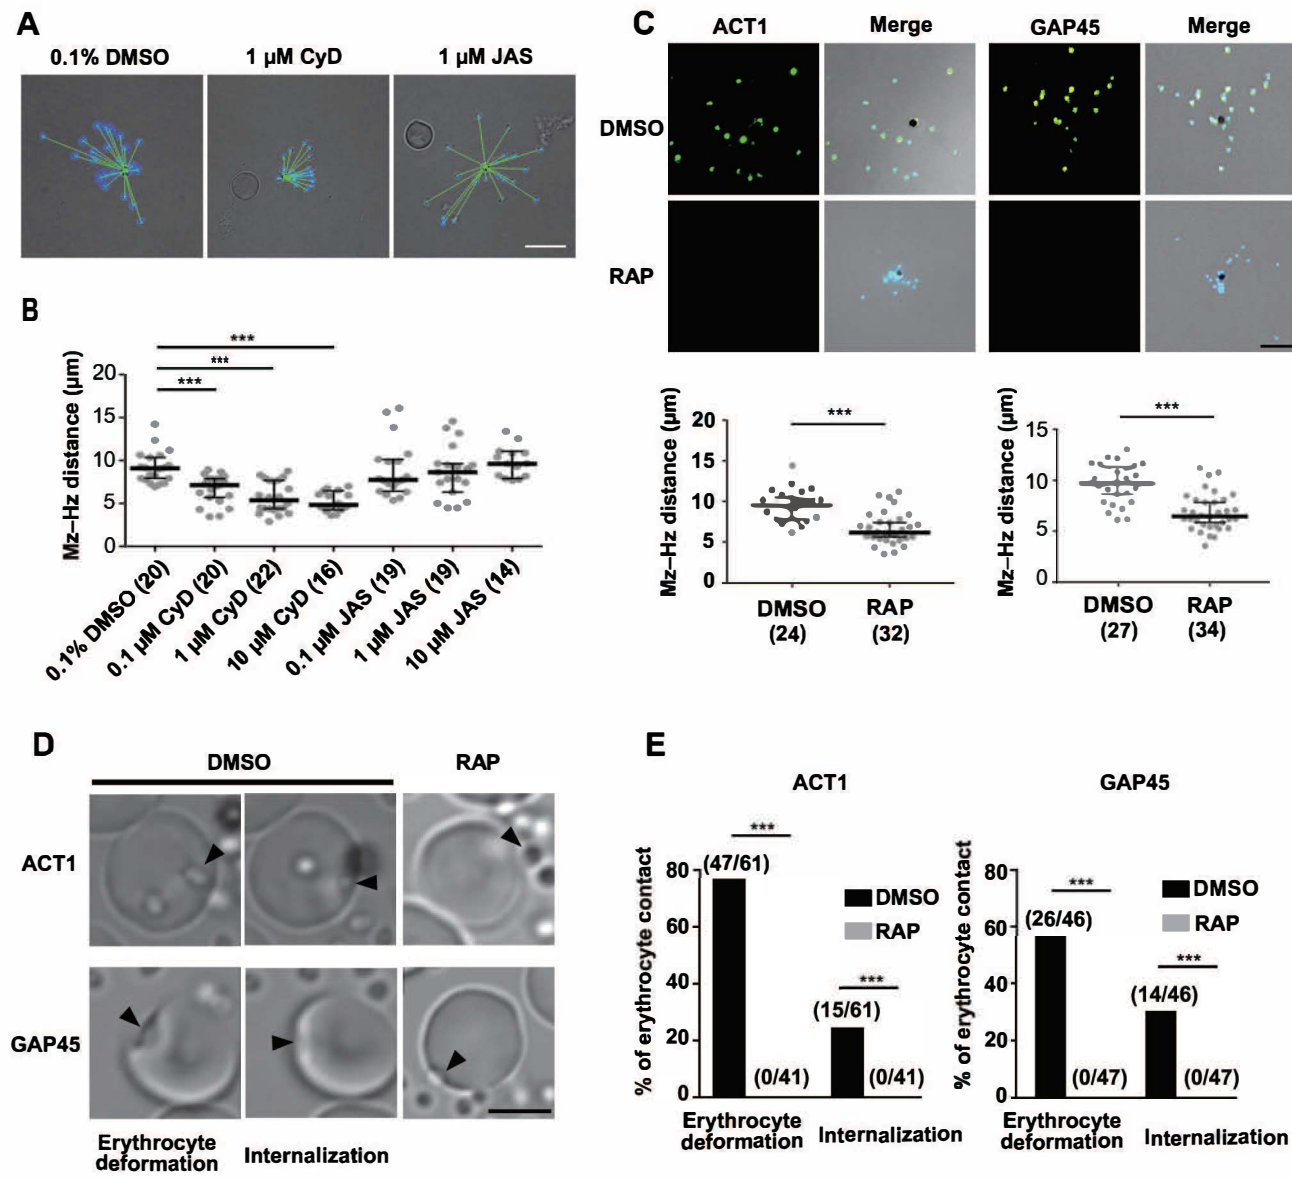 A
0.1% DMSO
1 µM CyD
1 µM JAS
B
***
***
***
Mz–Hz distance (µm)
20
15
10
5
0
0.1% DMSO (20)
0.1 µM CyD (20)
1 µM CyD (22)
10 µM CyD (16)
0.1 µM JAS (19)
1 µM JAS (19)
10 µM JAS (14)
C
ACT1
Merge
GAP45
Merge
DMSO
RAP
Mz–Hz distance (µm)
20
15
10
5
0
***
DMSO
(24)
RAP
(32)
Mz–Hz distance (µm)
15
10
5
0
***
DMSO
(27)
RAP
(34)
D
DMSO
RAP
ACT1
GAP45
Erythrocyte
deformation
Internalization
E
ACT1
% of erythrocyte contact
80
60
40
20
0
***
(47/61)
DMSO
RAP
***
(15/61)
(0/41)
(0/41)
Erythrocyte
deformation
Internalization
GAP45
% of erythrocyte contact
80
60
40
20
0
***
(26/46)
DMSO
RAP
***
(14/46)
(0/47)
(0/47)
Erythrocyte
deformation
Internalization